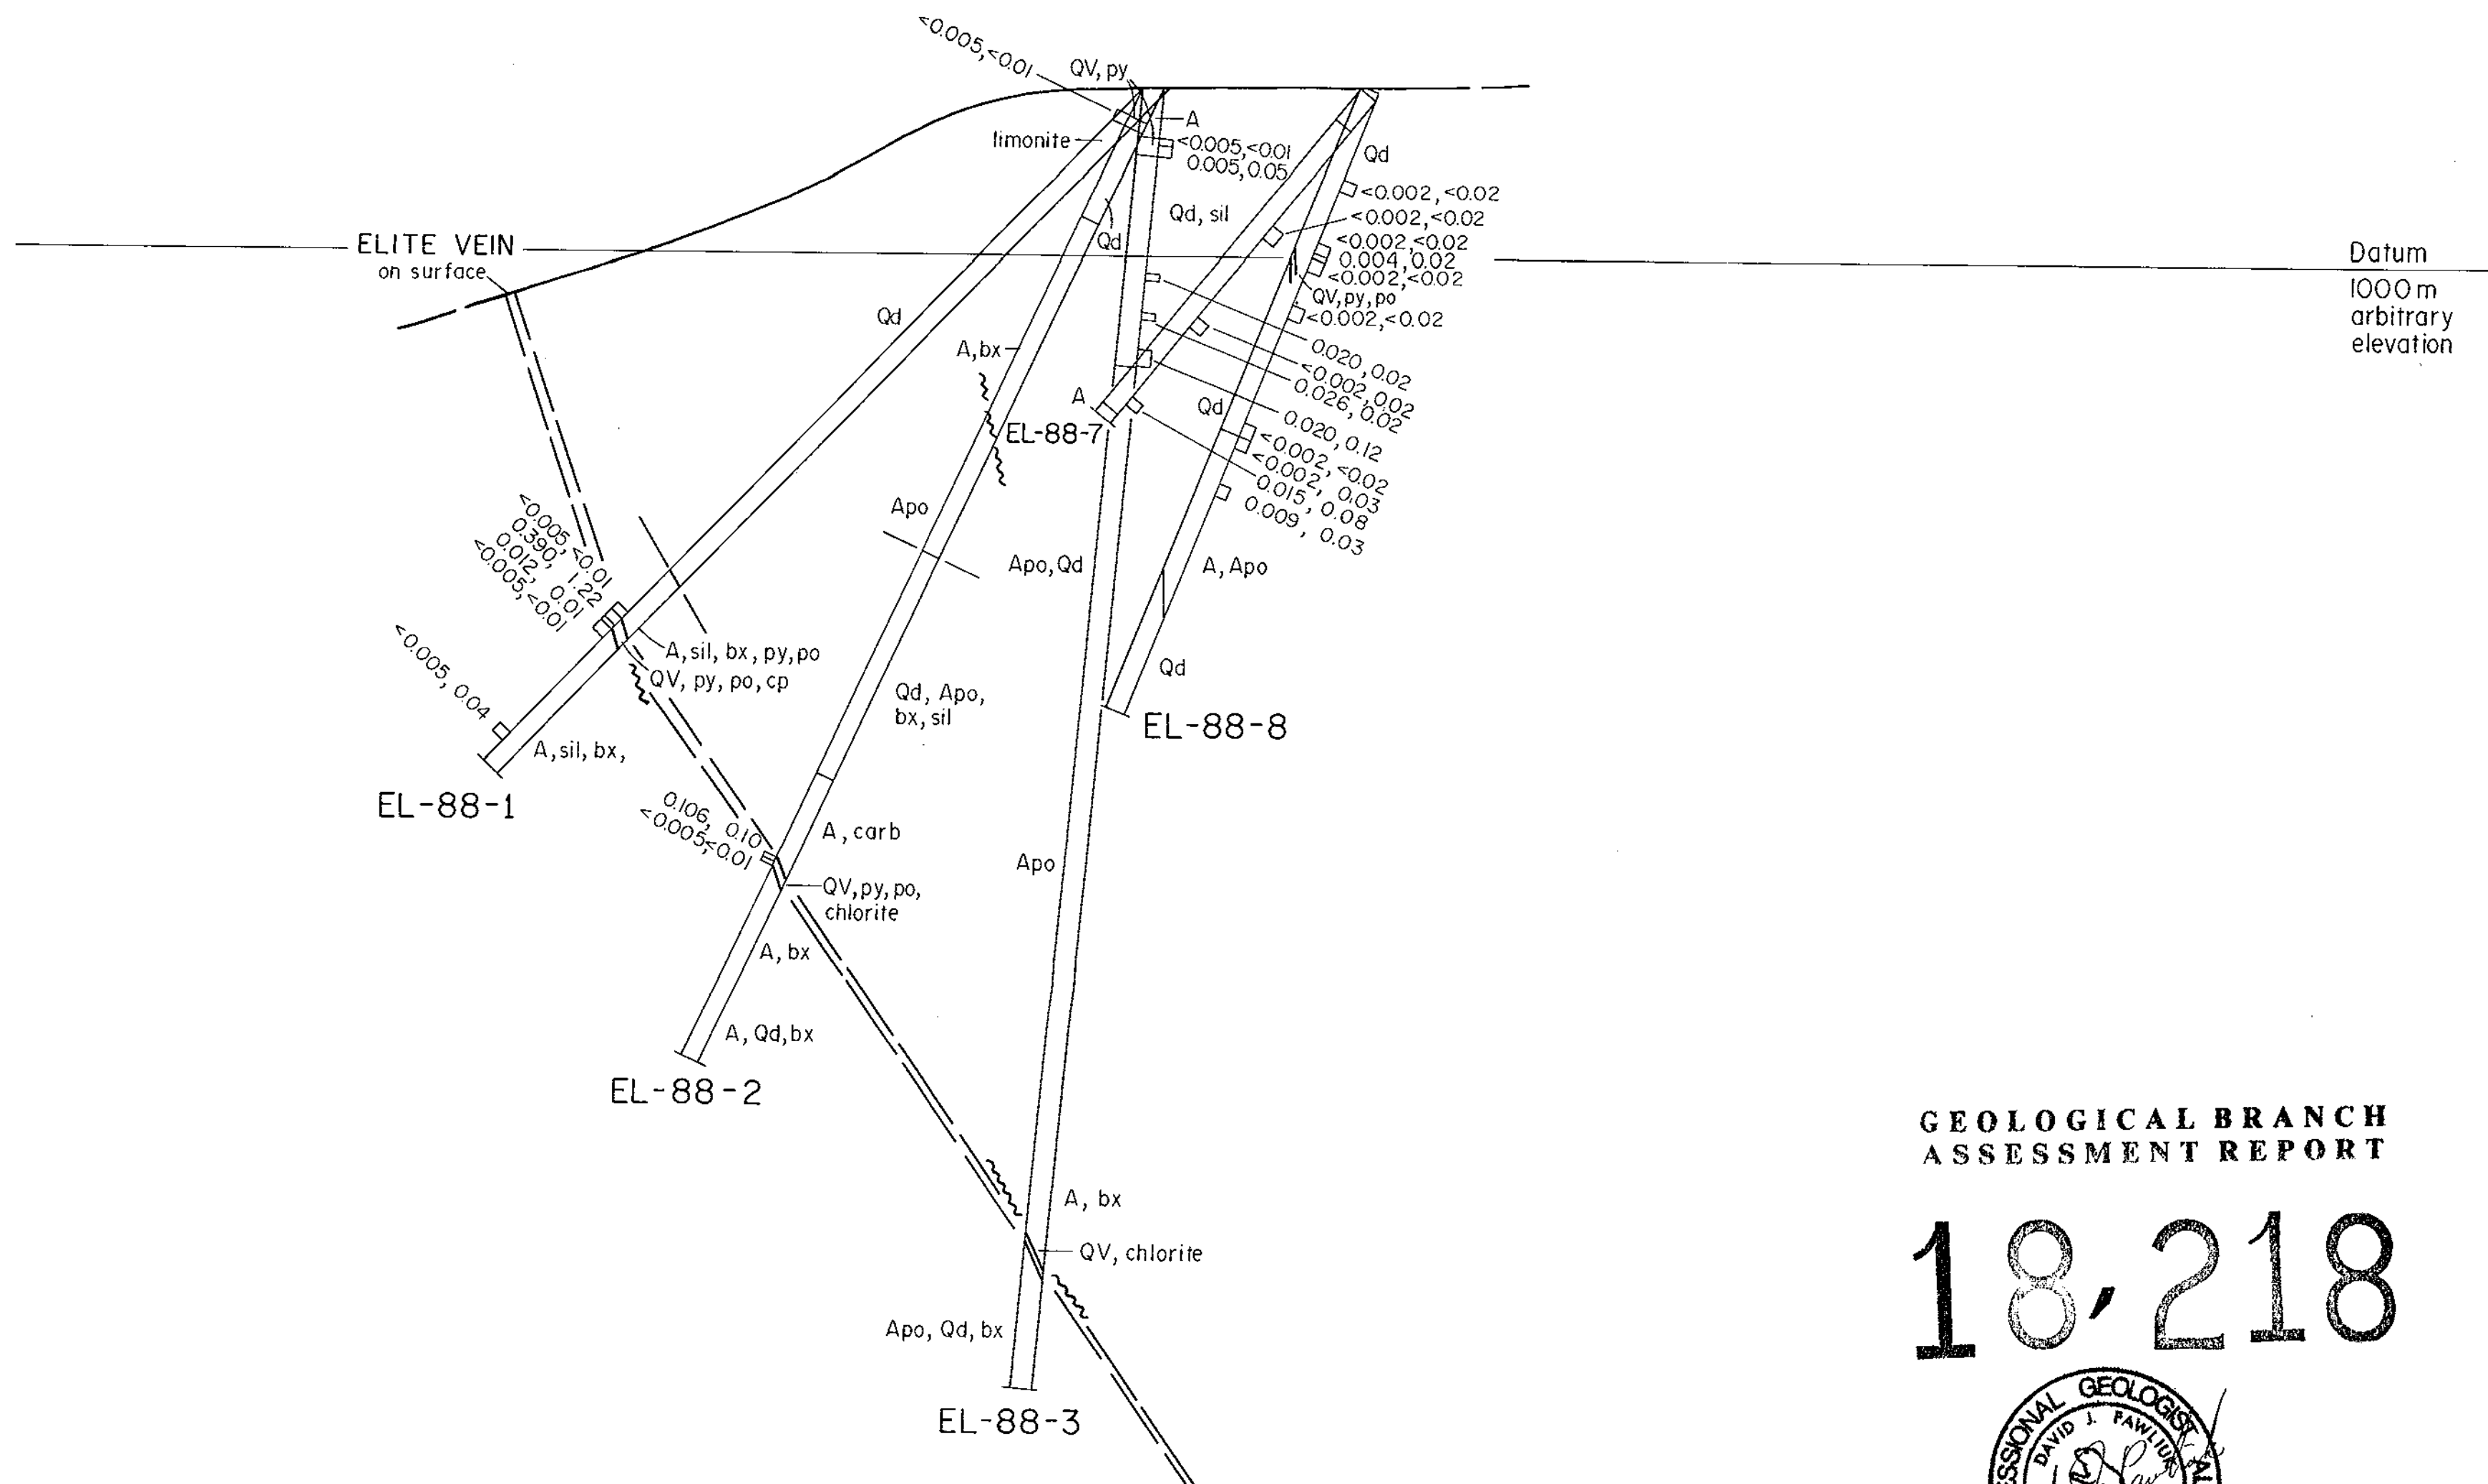 <0.005,<0.01
QV, py
A
limonite
<0.005,<0.01
0.005,0.05
Qd
<0.002,<0.02
Qd, sil
<0.002,<0.02
Qd
<0.002,<0.02
0.004, 0.02
<0.002,<0.02
ELITE VEIN
on surface
Datum
1000 m
arbitrary
elevation
QV, py, po
<0.002,<0.02
Qd
A, bx
0.020, 0.02
<0.002, 0.02
0.026, 0.02
A
Qd
EL-88-7
0.020, 0.12
<0.002, <0.02
<0.002, 0.03
0.015, 0.08
0.009, 0.03
<0.005, <0.01
0.390, 1.22
0.012, 0.01
<0.005,<0.01
Apo
Apo, Qd
A, Apo
<0.005, 0.04
A, sil, bx, py, po
QV, py, po, cp
Qd
Qd, Apo,
bx, sil
EL-88-8
A, sil, bx,
EL-88-1
0.106, 0.10
<0.005<0.01
A, carb
Apo
QV, py, po,
chlorite
A, bx
A, Qd, bx
EL-88-2
GEOLOGICAL BRANCH
ASSESSMENT REPORT
A, bx
QV, chlorite
18,218
Apo, Qd, bx
EL-88-3
GEOLOGIST
DAVID J. PAWLIUK